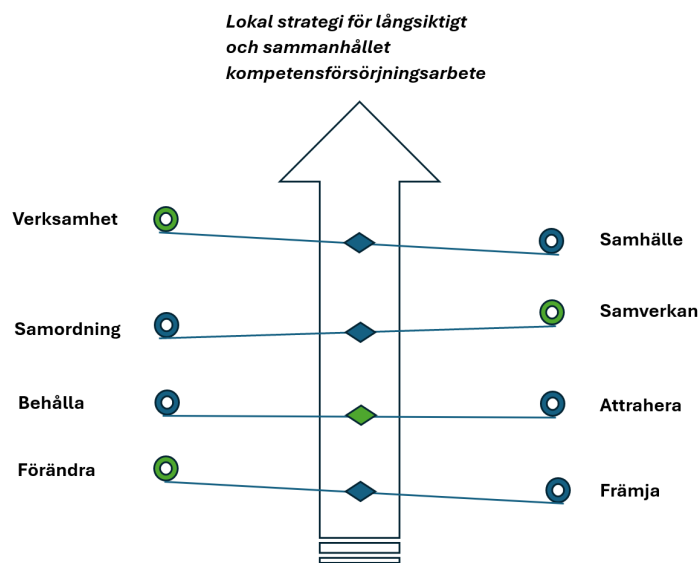 Lokal strategi för långsiktigt
och sammanhållet
kompetensförsörjningsarbete
Verksamhet
Samhälle
Samordning
Samverkan
Behålla
Attrahera
Förändra
Främja